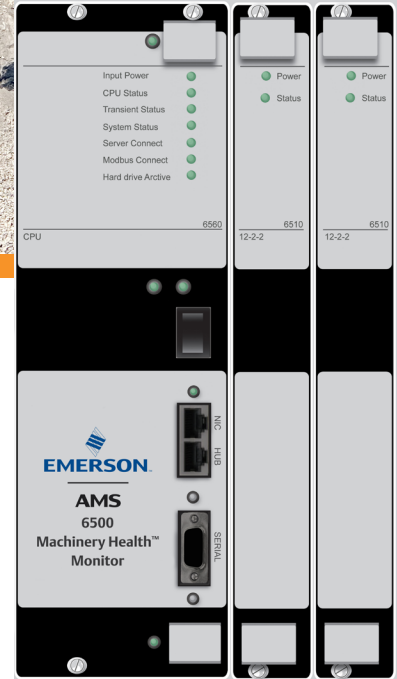 Input Power
CPU Status
Transient Status
System Status
Server Connect
Modbus Connect
Hard drive Arctive
6560
CPU
Power
Status
6510
12-2-2
Power
Status
6510
12-2-2
NIC
HUB
SERIAL
EMERSON.
AMS
6500
Machinery Health™
Monitor